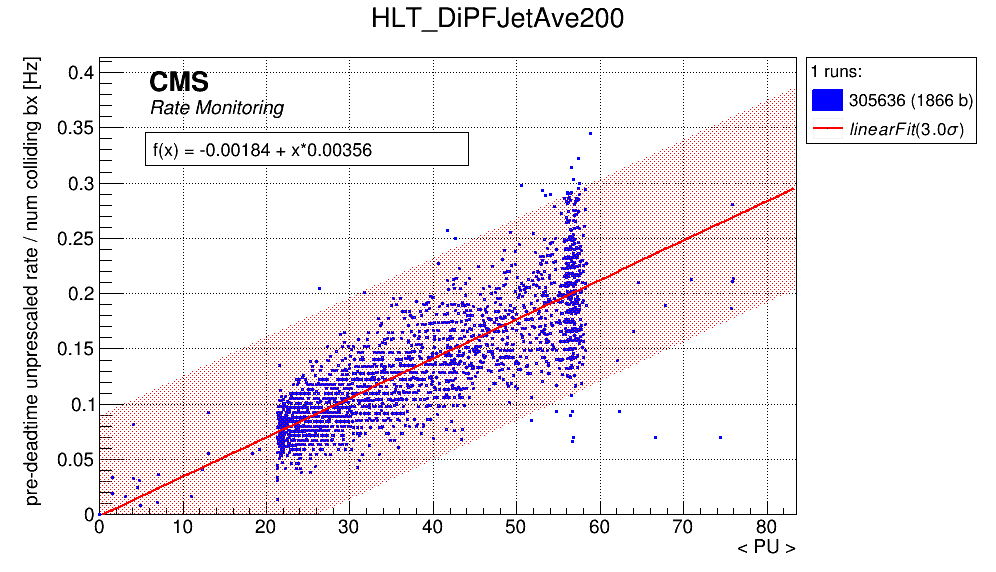 HLT_DiPFJetAve200
pre-deadtime unprescaled rate / num colliding bx [Hz]
0.4
0.35
0.3
0.25
0.2
0.15
0.1
0.05
0
CMS
Rate Monitoring
f(x) = -0.00184 + x*0.00356
0 10 20 30 40 50 60 70 80
< PU >
1 runs:
305636 (1866 b)
linearFit(3.0σ)